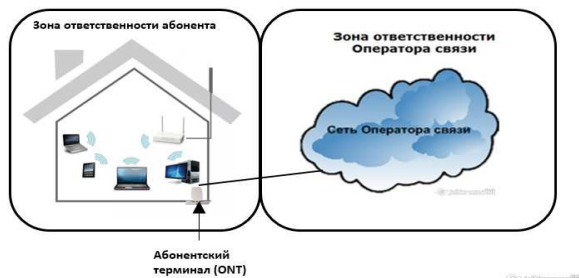 Зона ответственности абонента
Зона ответственности
Оператора связи
Сеть Оператора связи
Абонентский
терминал (ONT)